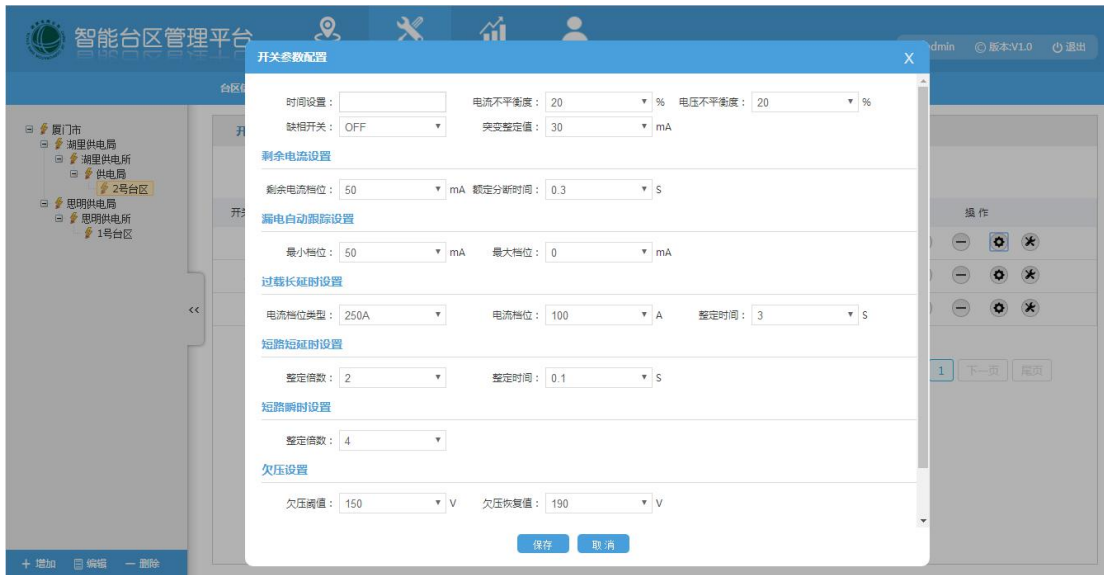 智能台区管理平台
dmin
版本:V1.0
退出
台区
开关参数配置 X
时间设置： 电流不平衡度： 20 % 电压不平衡度： 20 %
缺相开关： OFF 突变整定值： 30 mA
剩余电流设置
剩余电流档位： 50 mA 额定分断时间： 0.3 S
漏电自动跟踪设置
最小档位： 50 mA 最大档位： 0 mA
过载长延时设置
电流档位类型： 250A 电流档位： 100 A 整定时间： 3 S
短路短延时设置
整定倍数： 2 整定时间： 0.1 S
短路瞬时设置
整定倍数： 4
欠压设置
欠压阈值： 150 V 欠压恢复值： 190 V
保存 取消
厦门市
湖里供电局
湖里供电所
供电局
2号台区
思明供电局
思明供电所
1号台区
<<
开
开
操作
1 下一页 尾页
+ 增加 编辑 — 删除